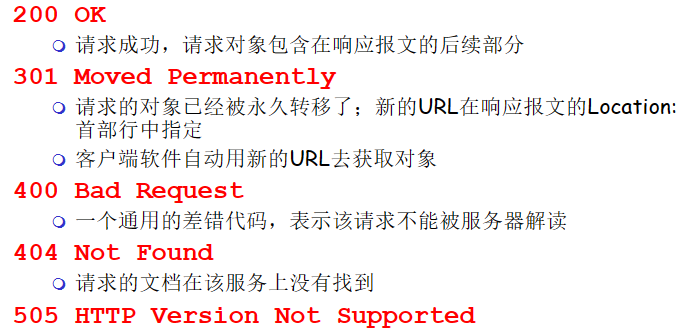 200 OK
请求成功，请求对象包含在响应报文的后续部分
301 Moved Permanently
请求的对象已经被永久转移了；新的URL在响应报文的Location:
首部行中指定
客户端软件自动用新的URL去获取对象
400 Bad Request
一个通用的差错代码，表示该请求不能被服务器解读
404 Not Found
请求的文档在该服务上没有找到
505 HTTP Version Not Supported